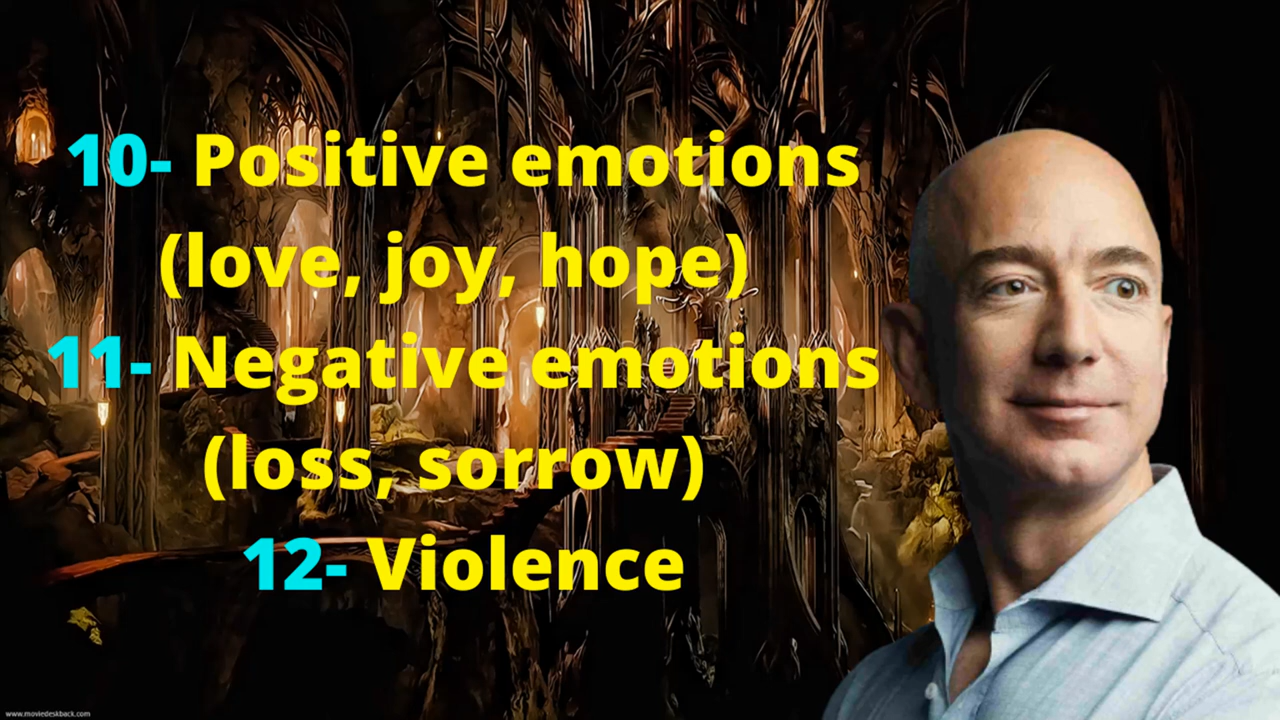 10- Positive emotions
(love, joy, hope)
11- Negative emotions
(loss, sorrow)
12- Violence
www.moviedeskback.com